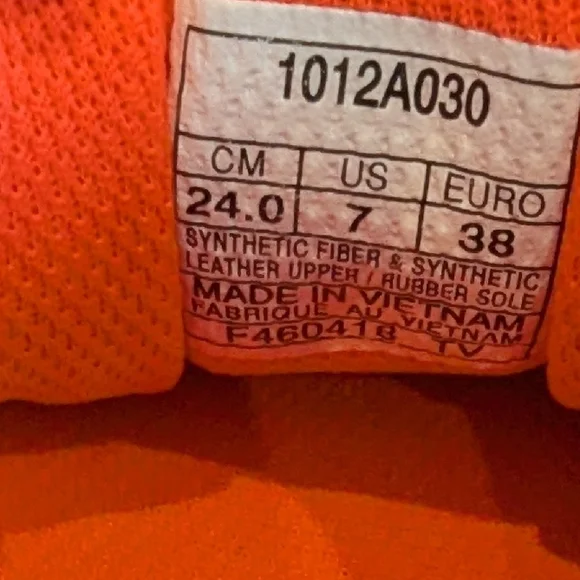 1012A030
CM US EURO
24.0 7 38
SYNTHETIC FIBER & SYNTHETIC
LEATHER UPPER / RUBBER SOLE
MADE IN VIETNAM
FABRIQUE AU VIETNAM
F460418 TV